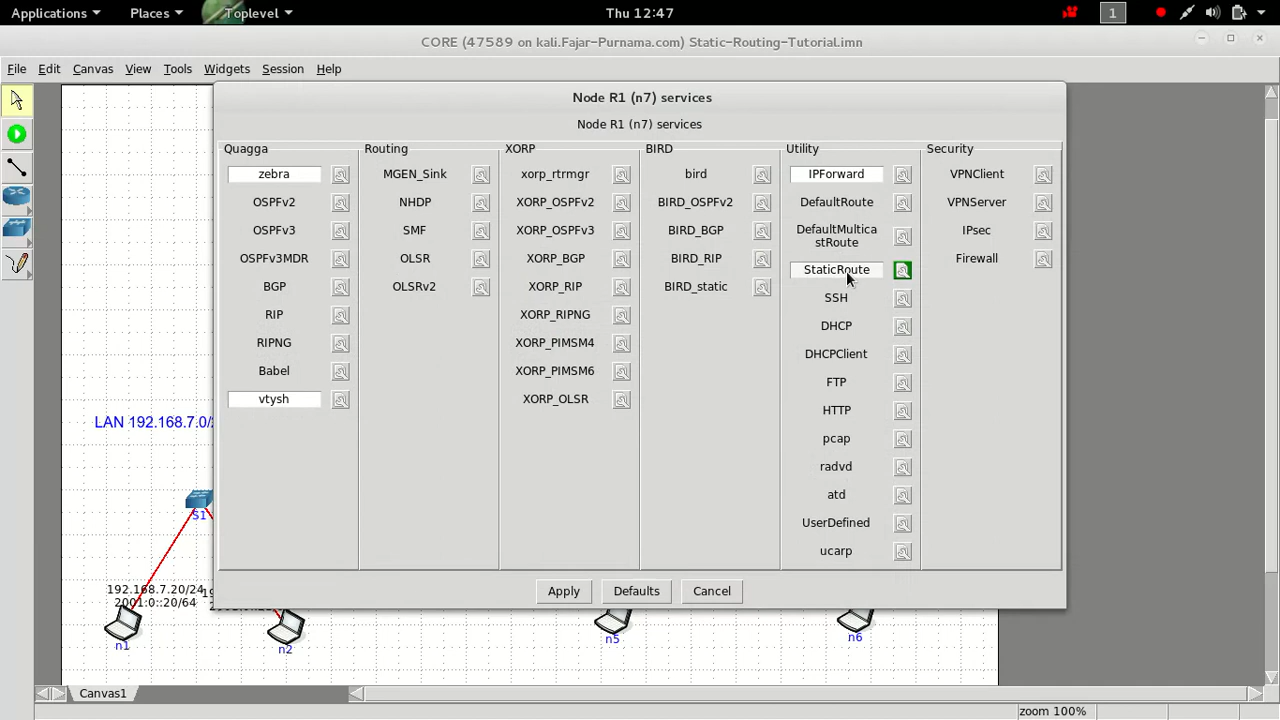 Applications Places Toplevel Thu 12:47 1
CORE (47589 on kali.Fajar-Purnama.com) Static-Routing-Tutorial.imn
File Edit Canvas View Tools Widgets Session Help
Node R1 (n7) services
Node R1 (n7) services
Quagga
zebra
OSPFv2
OSPFv3
OSPFv3MDR
BGP
RIP
RIPNG
Babel
vtysh
Routing
MGEN_Sink
NHDP
SMF
OLSR
OLSRv2
XORP
xorp_rtrmgr
XORP_OSPFv2
XORP_OSPFv3
XORP_BGP
XORP_RIP
XORP_RIPNG
XORP_PIMSM4
XORP_PIMSM6
XORP_OLSR
BIRD
bird
BIRD_OSPFv2
BIRD_BGP
BIRD_RIP
BIRD_static
Utility
IPForward
DefaultRoute
DefaultMultica
stRoute
StaticRoute
SSH
DHCP
DHCPClient
FTP
HTTP
pcap
radvd
atd
UserDefined
ucarp
Security
VPNClient
VPNServer
IPsec
Firewall
Apply Defaults Cancel
LAN 192.168.7.0/
S1
192.168.7.20/24
2001:0::20/64
n1
n2
n5
n6
Canvas1
zoom 100%